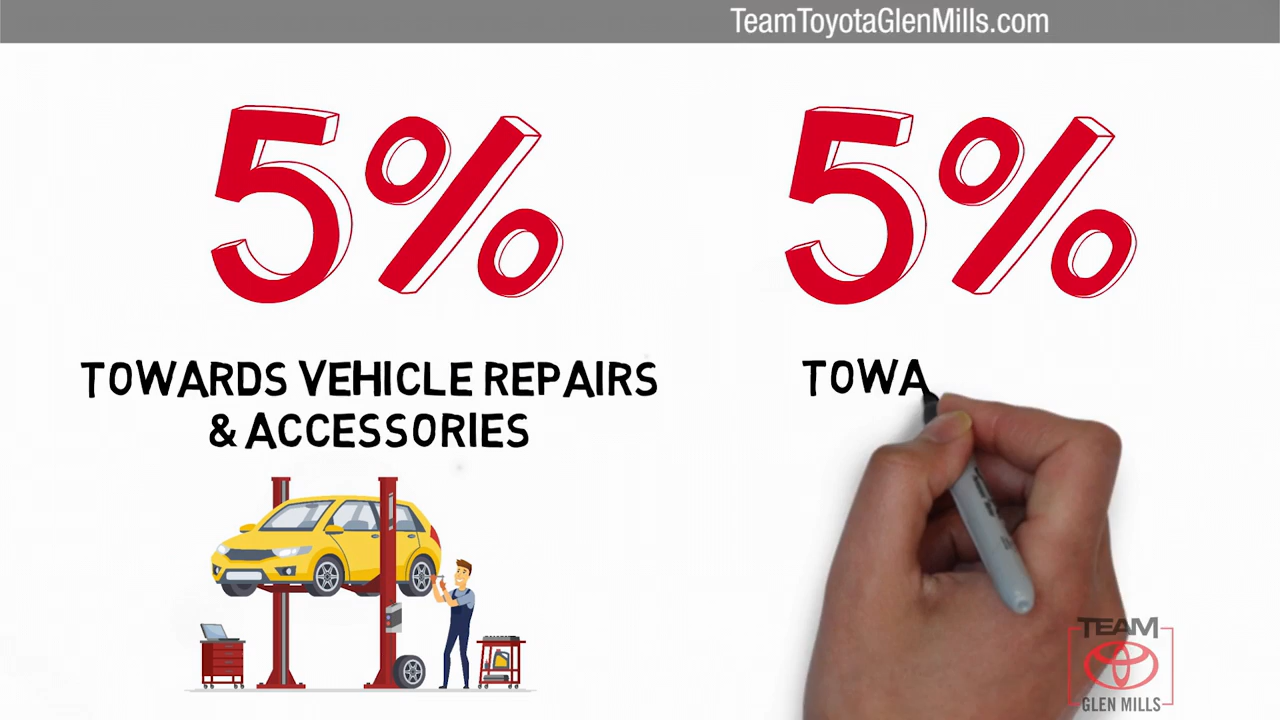 TeamToyotaGlenMills.com
5%
5%
TOWARDS VEHICLE REPAIRS
& ACCESSORIES
TOWA
TEAM
GLEN MILLS